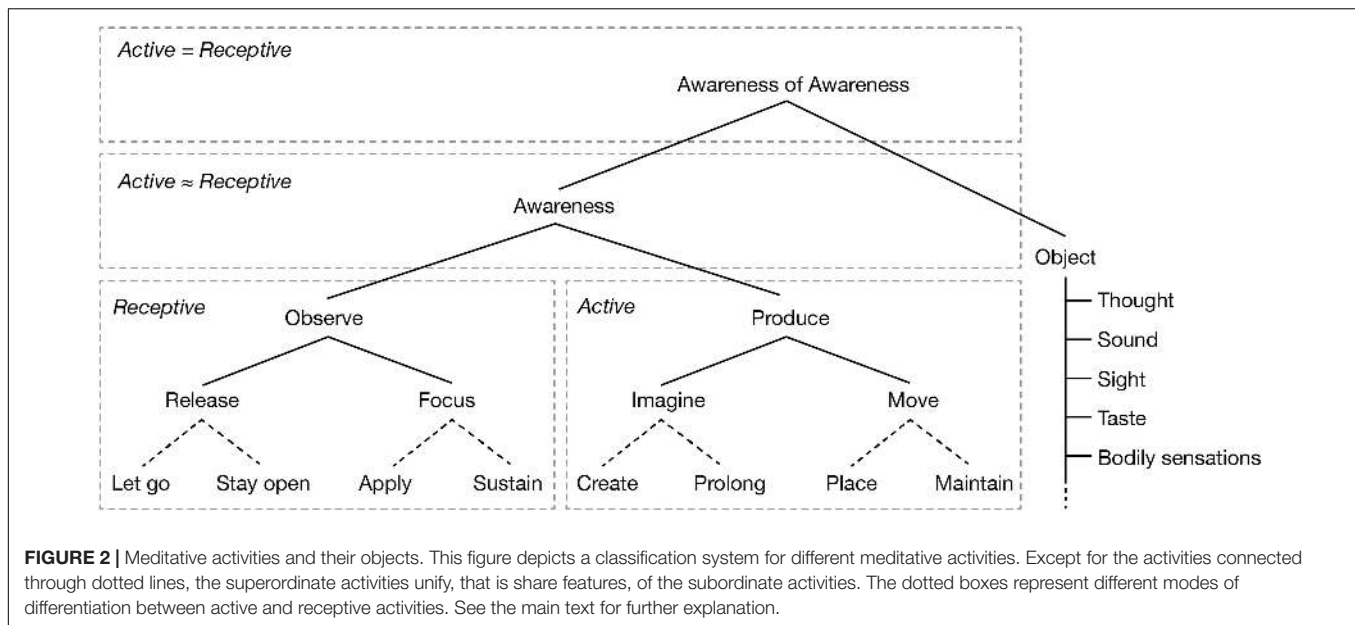 Active = Receptive
Awareness of Awareness
Active ≈ Receptive
Awareness
Object
Receptive
Observe
Active
Produce
Thought
Sound
Sight
Taste
Bodily sensations
Release
Focus
Imagine
Move
Let go
Stay open
Apply
Sustain
Create
Prolong
Place
Maintain
FIGURE 2 | Meditative activities and their objects. This figure depicts a classification system for different meditative activities. Except for the activities connected
through dotted lines, the superordinate activities unify, that is share features, of the subordinate activities. The dotted boxes represent different modes of
differentiation between active and receptive activities. See the main text for further explanation.